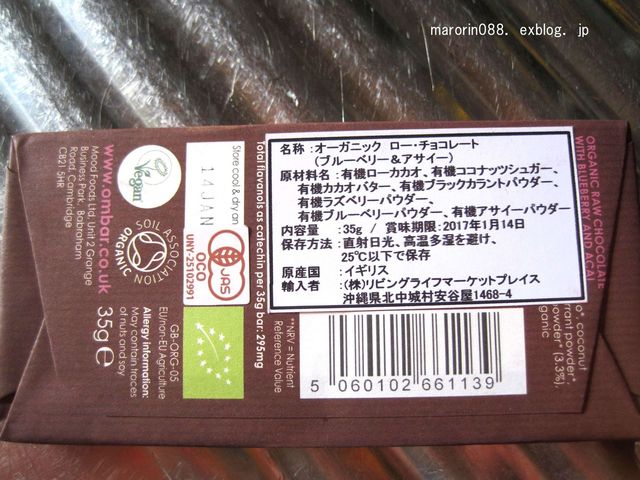 marorin088. exblog. jp
名称 :オーガニック ロー・チョコレート
(ブルーベリー&アサイー)
原材料名:有機ローカカオ、有機ココナッツシュガー、
有機カカオバター、有機ブラックカラントパウダー、
有機ラズベリーパウダー、
有機ブルーベリーパウダー、有機アサイーパウダー
内容量 :35g / 賞味期限:2017年1月14日
保存方法 :直射日光、高温多湿を避け、
25℃以下で保存
原産国 :イギリス
輸入者 :(株)リビングライフマーケットプレイス
沖縄県北中城村安谷屋1468-4
ORGANIC RAW CHOCOLATE
WITH BLUEBERRY AND ACAI
coconut
powder* (3.3%),
5 060102 661139
**NRV = Nutrient
Reference Value
Total flavanols as catechin per 35g bar: 295mg
Store cool & dry
14 JAN
JAS
OCO
UNY-25102991
Vegan
SOIL ASSOCIATION
ORGANIC
GB-ORG-05
EU/non-EU Agriculture
Allergy information:
May contain traces
of nuts and soy
www.ombar.co.uk
35g e
Mood Foods Ltd, Unit 2 Grange
Business Park, Babraham
Road, Cambridge
CB21 5HR